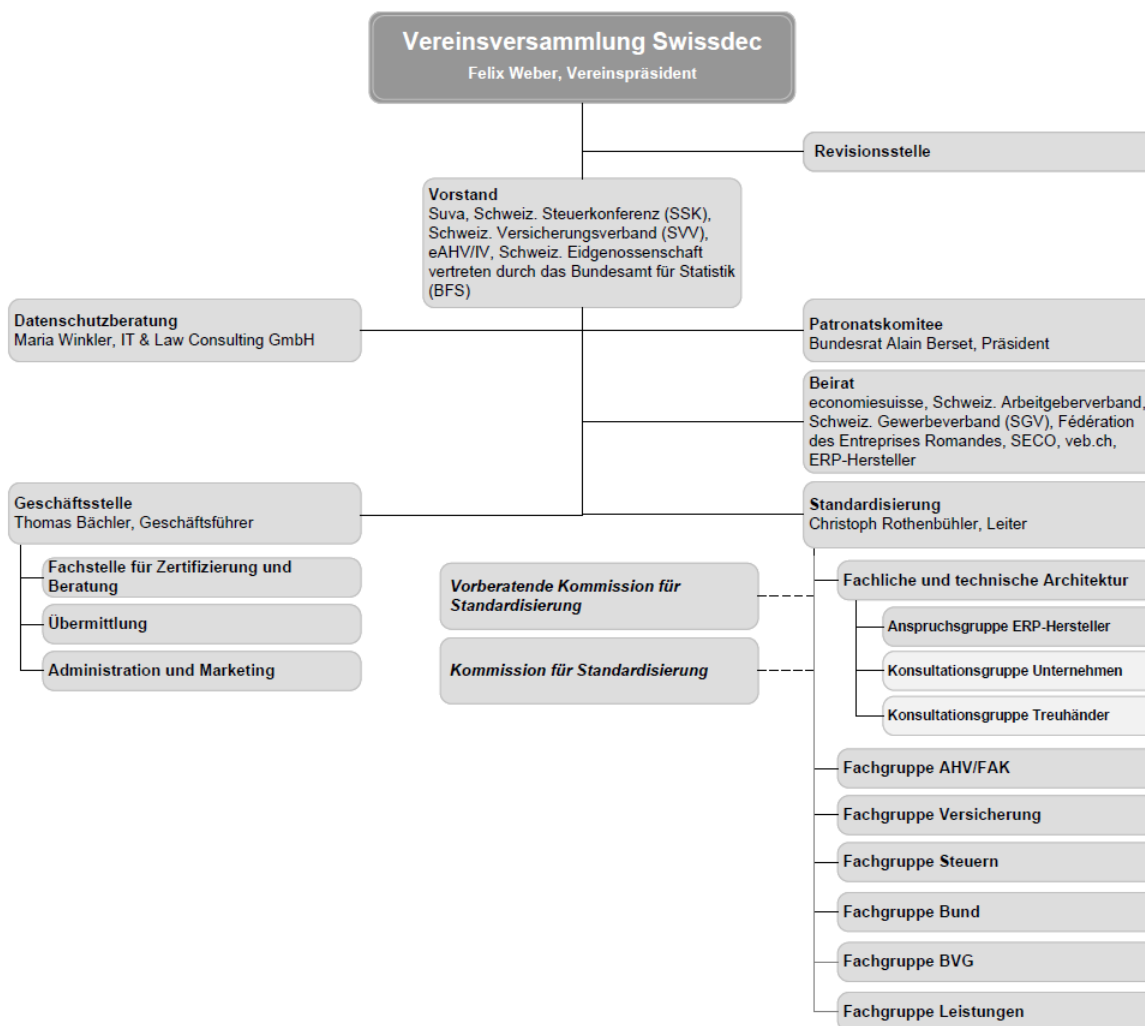 Vereinsversammlung Swissdec
Felix Weber, Vereinspräsident
Revisionsstelle
Vorstand
Suva, Schweiz. Steuerkonferenz (SSK),
Schweiz. Versicherungsverband (SVV),
eAHV/IV, Schweiz. Eidgenossenschaft
vertreten durch das Bundesamt für Statistik
(BFS)
Datenschutzberatung
Maria Winkler, IT & Law Consulting GmbH
Patronatskomitee
Bundesrat Alain Berset, Präsident
Beirat
economiesuisse, Schweiz. Arbeitgeberverband,
Schweiz. Gewerbeverband (SGV), Fédération
des Entreprises Romandes, SECO, veb.ch,
ERP-Hersteller
Geschäftsstelle
Thomas Bächler, Geschäftsführer
Fachstelle für Zertifizierung und
Beratung
Übermittlung
Administration und Marketing
Standardisierung
Christoph Rothenbühler, Leiter
Vorberatende Kommission für
Standardisierung
Kommission für Standardisierung
Fachliche und technische Architektur
Anspruchsgruppe ERP-Hersteller
Konsultationsgruppe Unternehmen
Konsultationsgruppe Treuhänder
Fachgruppe AHV/FAK
Fachgruppe Versicherung
Fachgruppe Steuern
Fachgruppe Bund
Fachgruppe BVG
Fachgruppe Leistungen